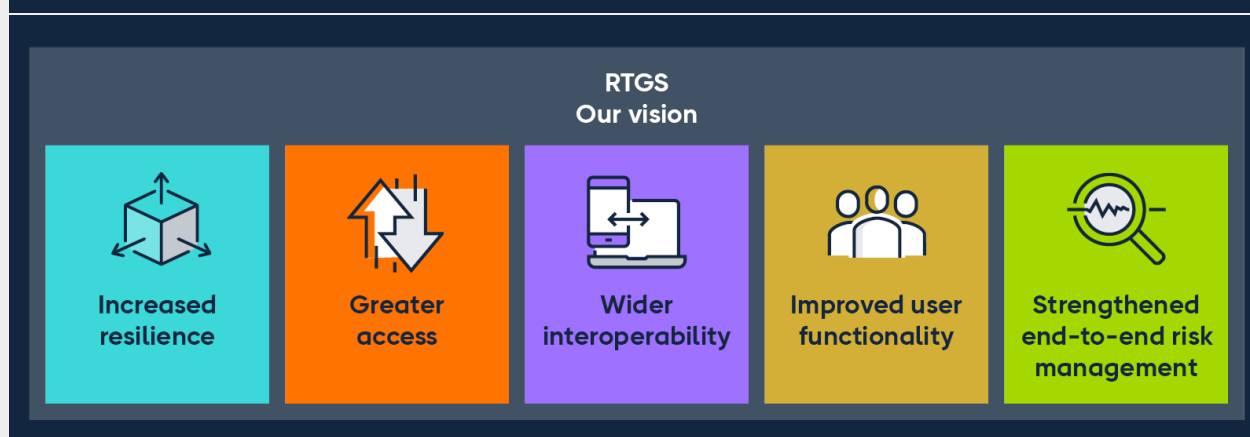 RTGS
Our vision
Increased
resilience
Greater
access
Wider
interoperability
Improved user
functionality
Strengthened
end-to-end risk
management